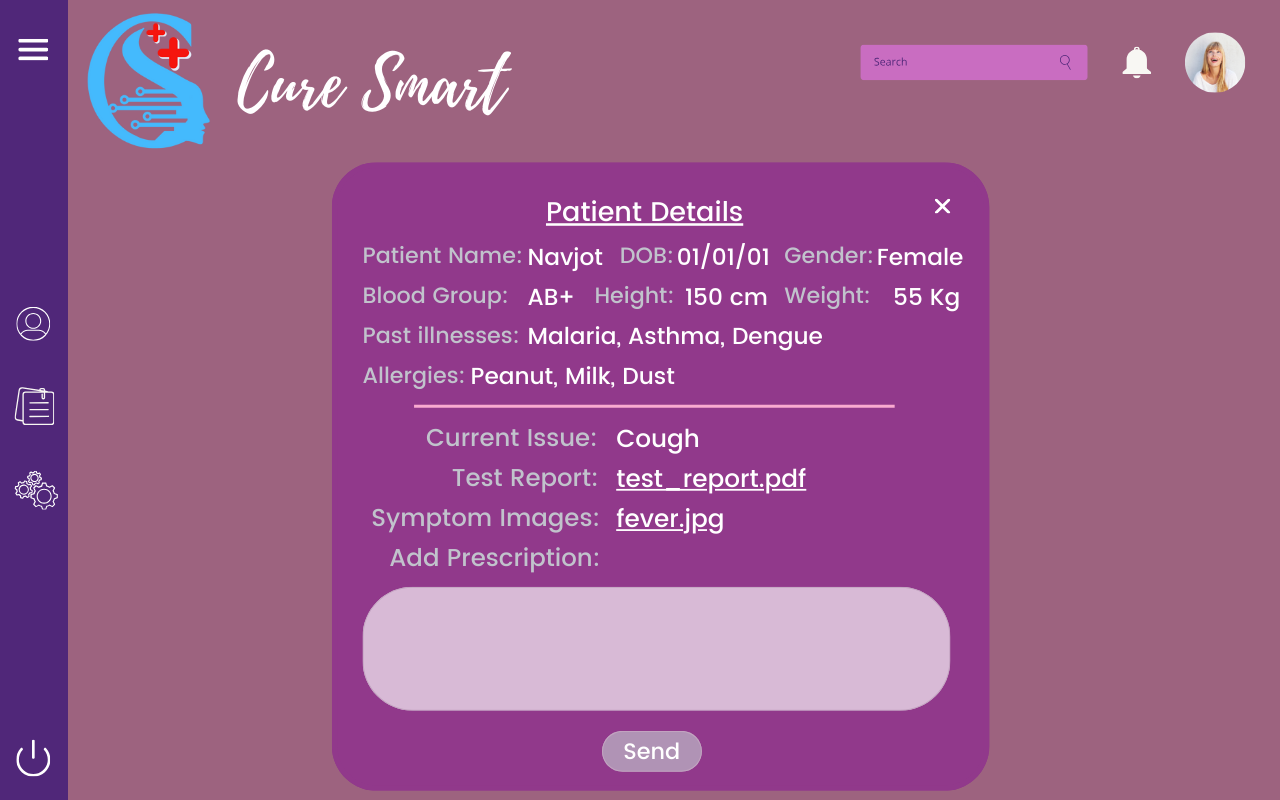 Cure Smart
Search
Patient Details
Patient Name: Navjot DOB: 01/01/01 Gender: Female
Blood Group: AB+ Height: 150 cm Weight: 55 Kg
Past illnesses: Malaria, Asthma, Dengue
Allergies: Peanut, Milk, Dust
Current Issue: Cough
Test Report: test_report.pdf
Symptom Images: fever.jpg
Add Prescription:
Send